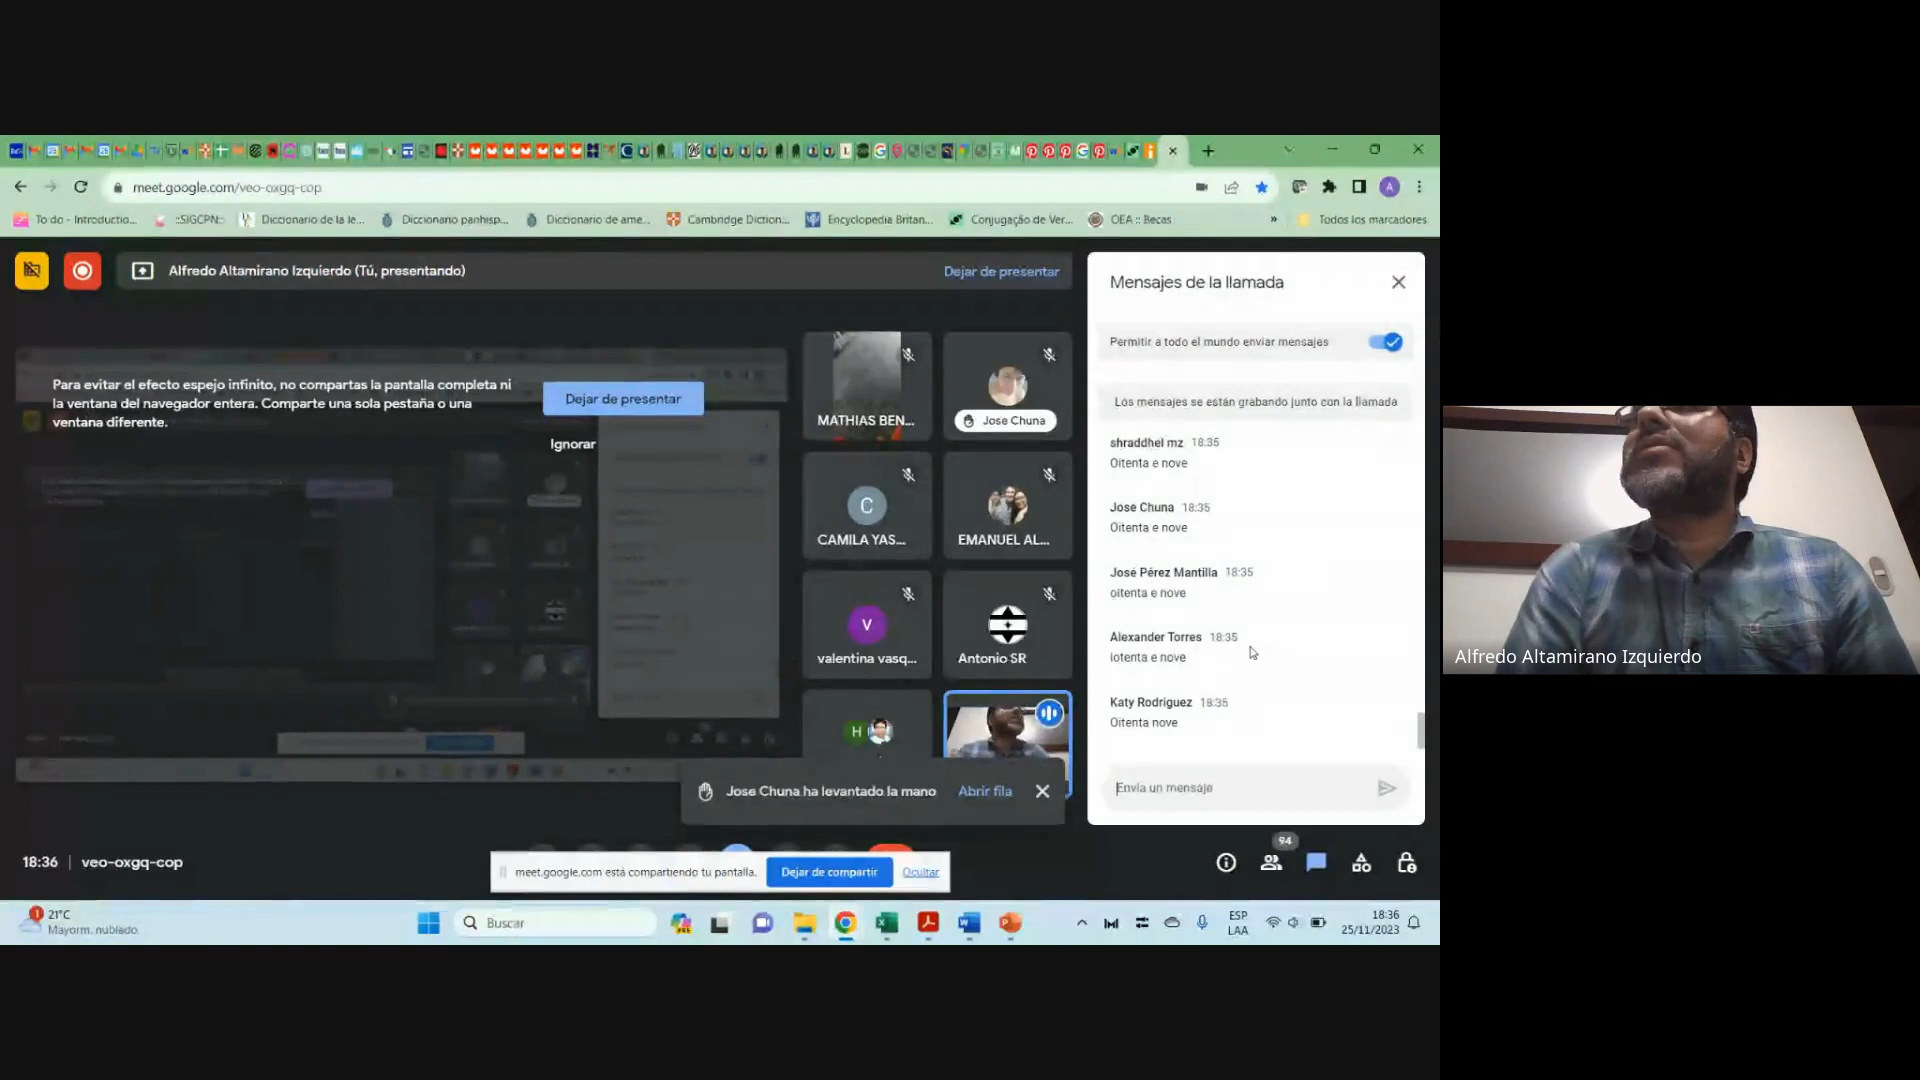 meet.google.com/veo-oxgq-cop
To do - Introductio...
::SIGCPN::
Diccionario de la le...
Diccionario panhisp...
Diccionario de ame...
Cambridge Diction...
Encyclopedia Britan...
Conjugação de Ver...
OEA :: Becas
»
Todos los marcadores
Alfredo Altamirano Izquierdo (Tú, presentando)
Dejar de presentar
Para evitar el efecto espejo infinito, no compartas la pantalla completa ni
la ventana del navegador entera. Comparte una sola pestaña o una
ventana diferente.
Dejar de presentar
Ignorar
MATHIAS BEN...
Jose Chuna
C
CAMILA YAS...
EMANUEL AL...
V
valentina vasq...
Antonio SR
H
Jose Chuna ha levantado la mano
Abrir fila
Mensajes de la llamada
Permitir a todo el mundo enviar mensajes
Los mensajes se están grabando junto con la llamada
shraddhel mz 18:35
Oitenta e nove
Jose Chuna 18:35
Oitenta e nove
José Pérez Mantilla 18:35
oitenta e nove
Alexander Torres 18:35
iotenta e nove
Katy Rodriguez 18:35
Oitenta nove
Envía un mensaje
18:36 | veo-oxgq-cop
meet.google.com está compartiendo tu pantalla.
Dejar de compartir
Ocultar
94
1
21°C
Mayorm. nublado
Buscar
ESP
LAA
18:36
25/11/2023
Alfredo Altamirano Izquierdo